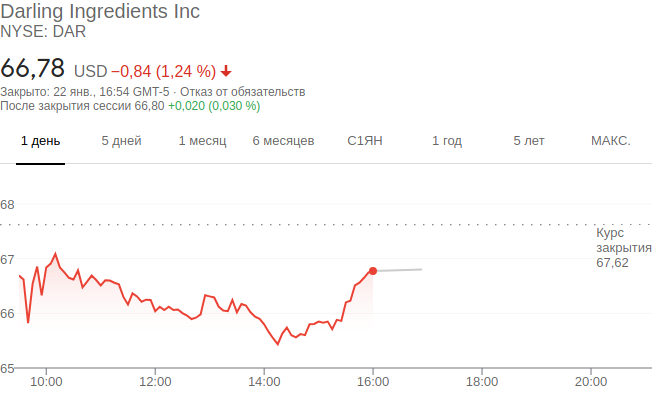 Darling Ingredients Inc
NYSE: DAR
66,78 USD −0,84 (1,24 %)
Закрыто: 22 янв., 16:54 GMT-5 · Отказ от обязательств
После закрытия сессии 66,80 +0,020 (0,030 %)
1 день 5 дней 1 месяц 6 месяцев С1ЯН 1 год 5 лет МАКС.
68
Курс
закрытия
67,62
67
66
65
10:00 12:00 14:00 16:00 18:00 20:00